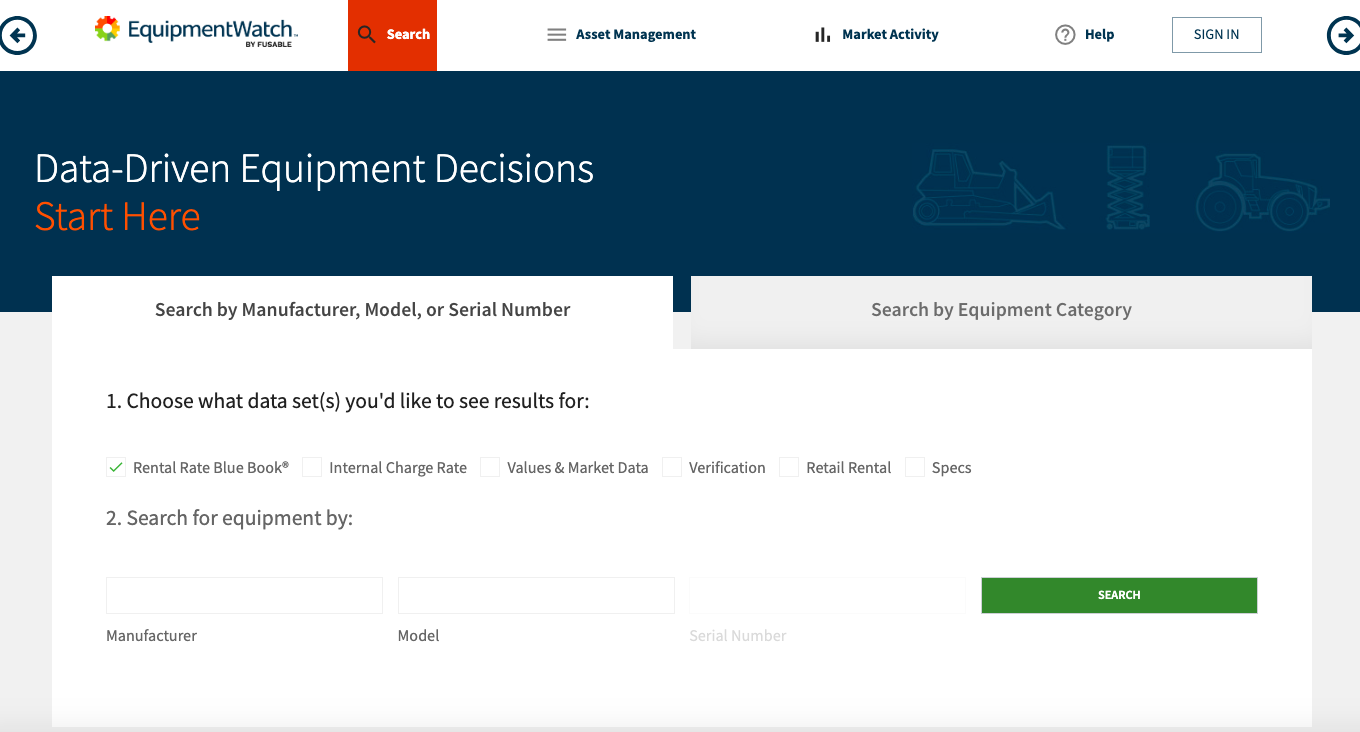 EquipmentWatch™
BY FUSABLE
Search
Asset Management
Market Activity
Help
SIGN IN
Data-Driven Equipment Decisions
Start Here
Search by Manufacturer, Model, or Serial Number
Search by Equipment Category
1. Choose what data set(s) you'd like to see results for:
Rental Rate Blue Book®
Internal Charge Rate
Values & Market Data
Verification
Retail Rental
Specs
2. Search for equipment by:
SEARCH
Manufacturer
Model
Serial Number